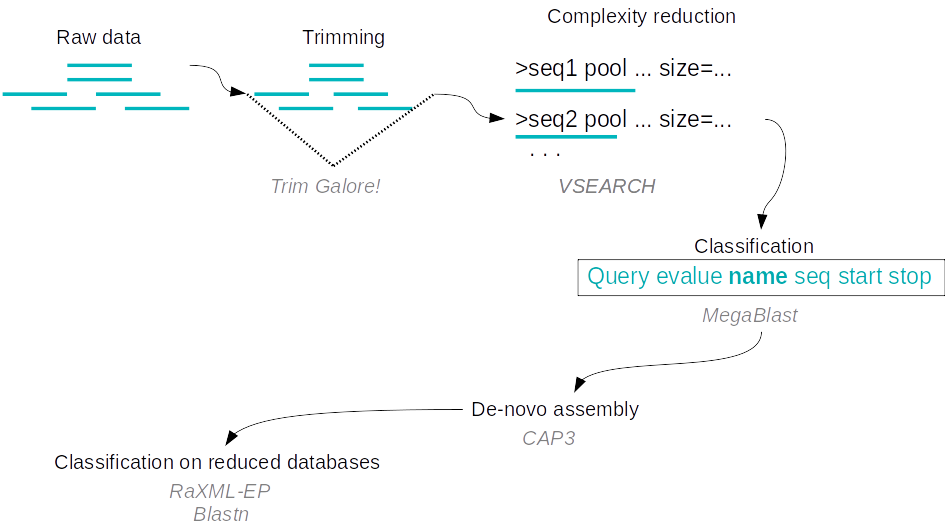 Raw data
Trimming
Complexity reduction
>seq1 pool ... size=...
>seq2 pool ... size=...
. . .
Trim Galore!
VSEARCH
Classification
Query evalue name seq start stop
MegaBlast
De-novo assembly
CAP3
Classification on reduced databases
RaXML-EP
Blastn